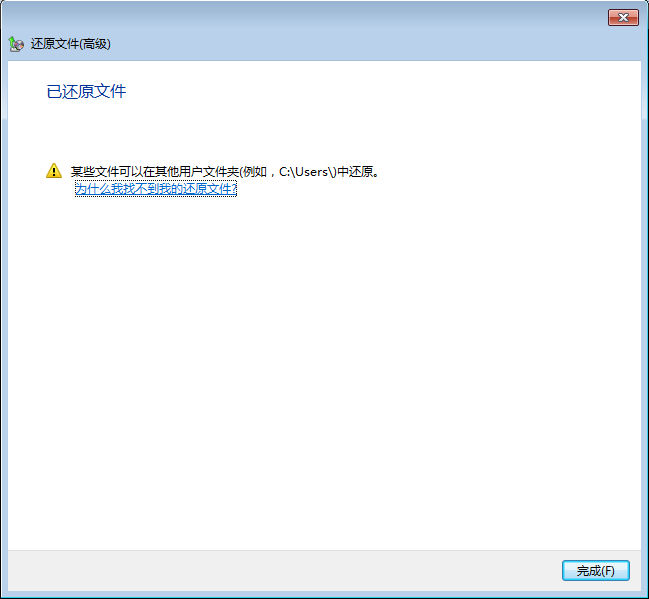 还原文件(高级)
已还原文件
某些文件可以在其他用户文件夹(例如，C:\Users\)中还原。
为什么我找不到我的还原文件?
完成(F)